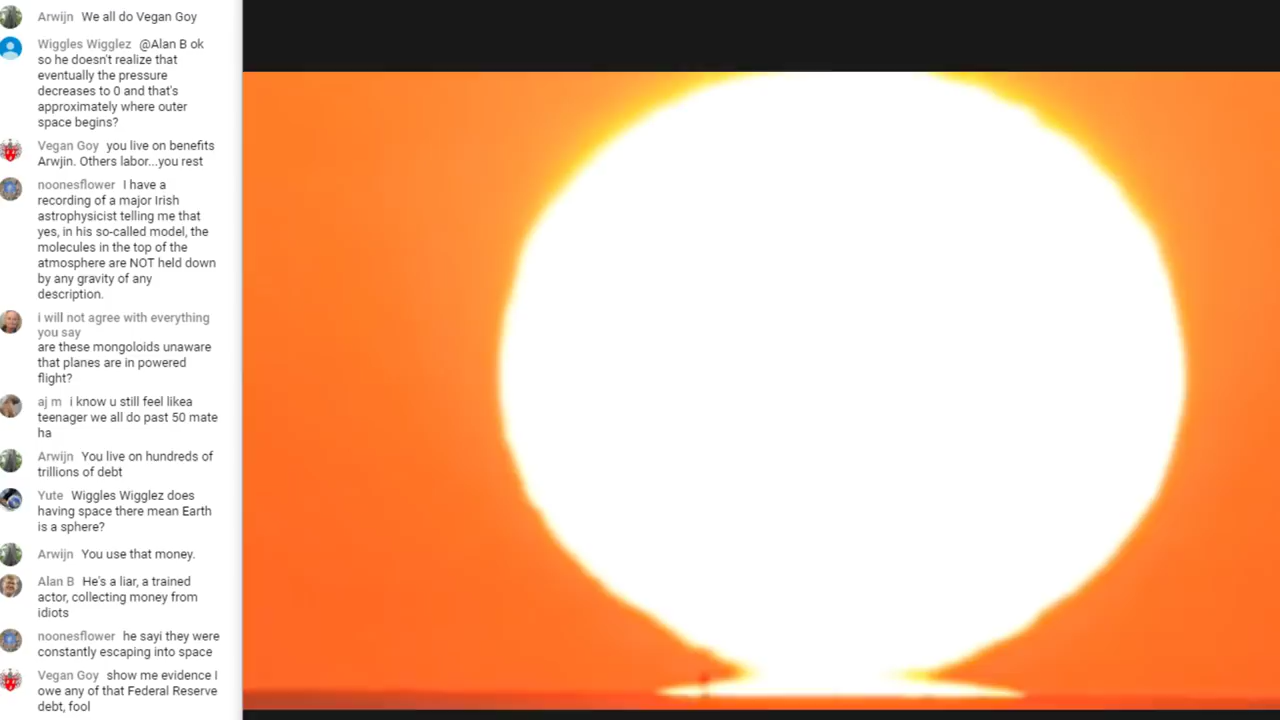 Arwijn We all do Vegan Goy
Wiggles Wigglez @Alan B ok
so he doesn't realize that
eventually the pressure
decreases to 0 and that's
approximately where outer
space begins?
Vegan Goy you live on benefits
Arwjin. Others labor...you rest
noonesflower I have a
recording of a major Irish
astrophysicist telling me that
yes, in his so-called model, the
molecules in the top of the
atmosphere are NOT held down
by any gravity of any
description.
i will not agree with everything
you say
are these mongoloids unaware
that planes are in powered
flight?
aj m i know u still feel likea
teenager we all do past 50 mate
ha
Arwijn You live on hundreds of
trillions of debt
Yute Wiggles Wigglez does
having space there mean Earth
is a sphere?
Arwijn You use that money.
Alan B He's a liar, a trained
actor, collecting money from
idiots
noonesflower he sayi they were
constantly escaping into space
Vegan Goy show me evidence I
owe any of that Federal Reserve
debt, fool